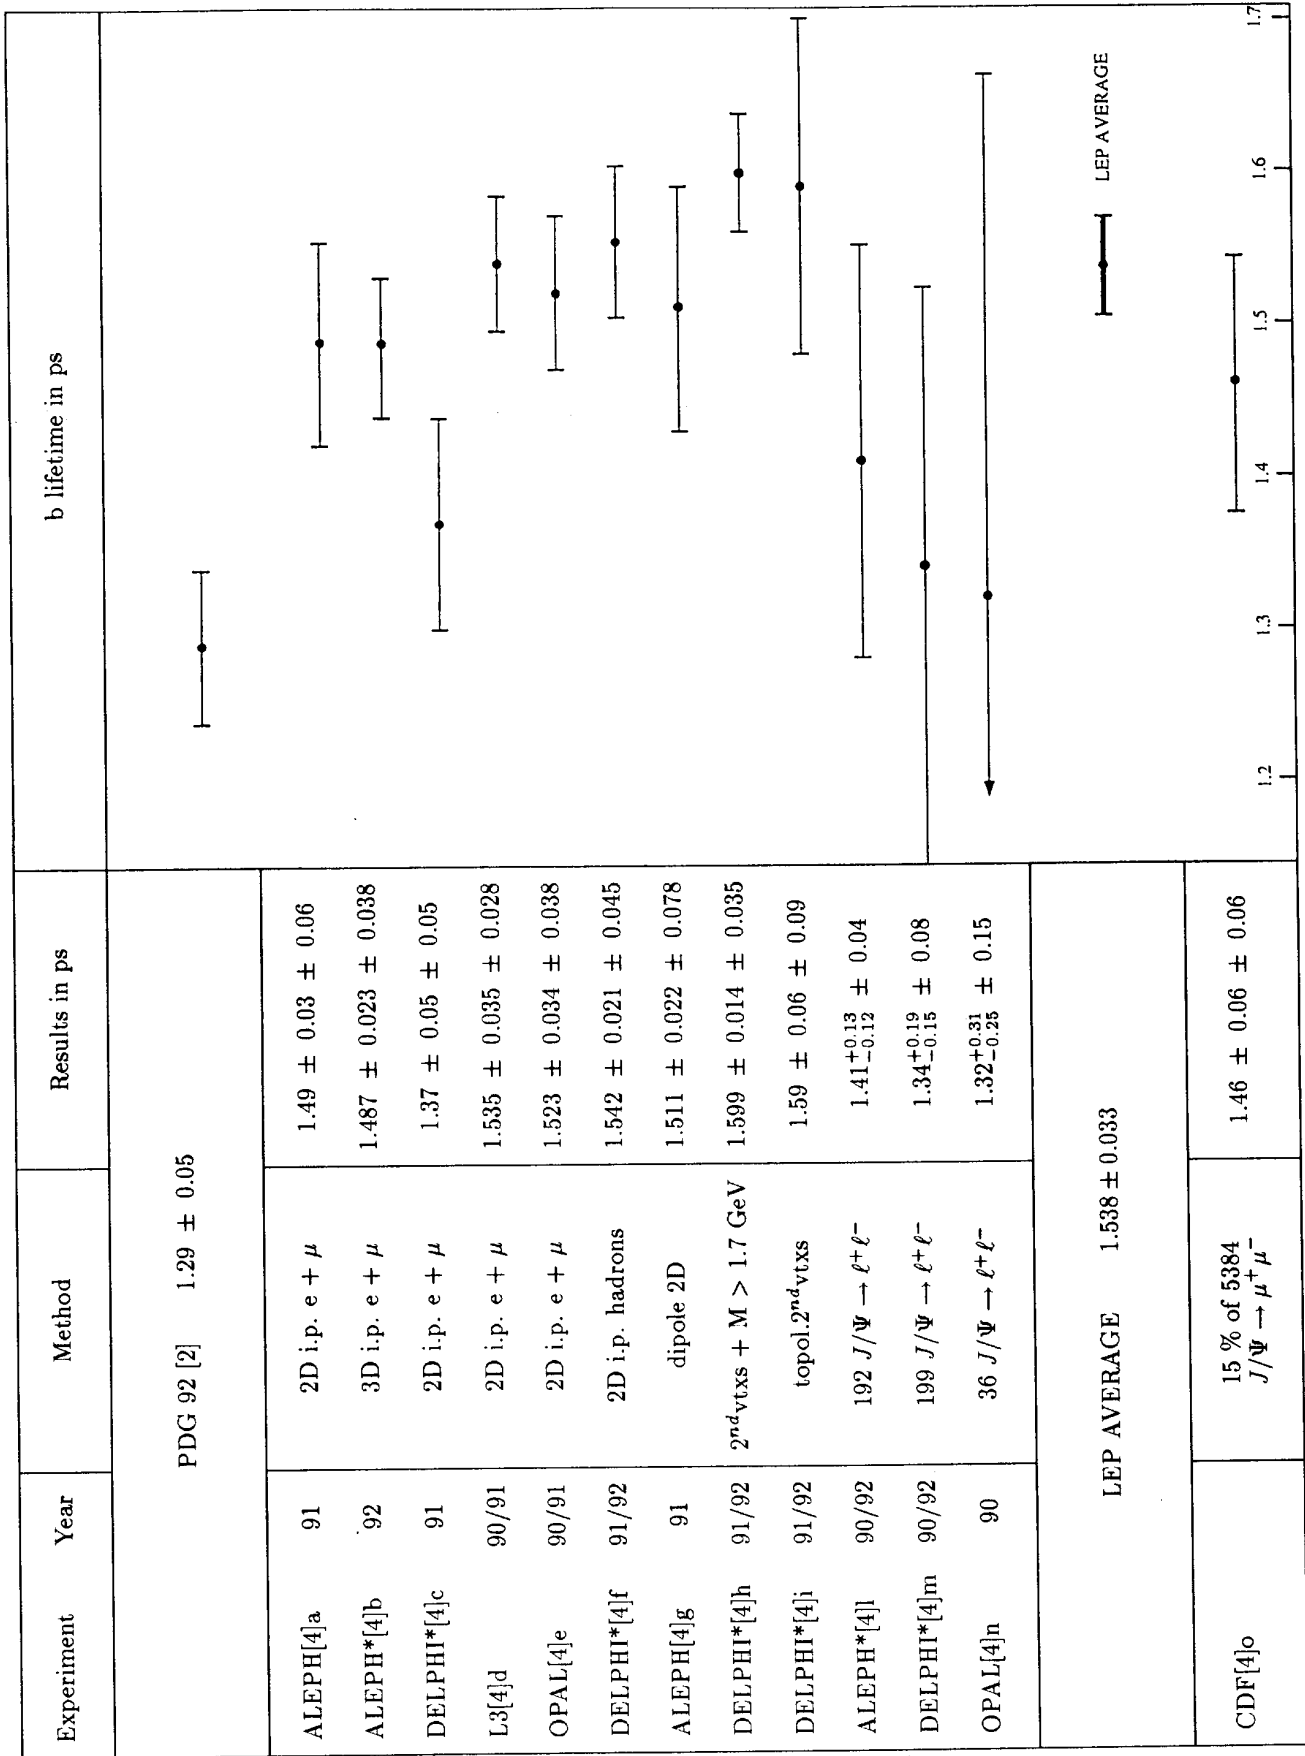 Experiment Year Method Results in ps b lifetime in ps
PDG 92 [2] 1.29 ± 0.05
ALEPH[4]a 91 2D i.p. e + μ 1.49 ± 0.03 ± 0.06
ALEPH*[4]b 92 3D i.p. e + μ 1.487 ± 0.023 ± 0.038
DELPHI*[4]c 91 2D i.p. e + μ 1.37 ± 0.05 ± 0.05
L3[4]d 90/91 2D i.p. e + μ 1.535 ± 0.035 ± 0.028
OPAL[4]e 90/91 2D i.p. e + μ 1.523 ± 0.034 ± 0.038
DELPHI*[4]f 91/92 2D i.p. hadrons 1.542 ± 0.021 ± 0.045
ALEPH[4]g 91 dipole 2D 1.511 ± 0.022 ± 0.078
DELPHI*[4]h 91/92 2^{nd}vtxs + M > 1.7 GeV 1.599 ± 0.014 ± 0.035
DELPHI*[4]i 91/92 topol.2^{nd}vtxs 1.59 ± 0.06 ± 0.09
ALEPH*[4]l 90/92 192 J/Ψ → ℓ⁺ℓ⁻ 1.41^{+0.13}_{-0.12} ± 0.04
DELPHI*[4]m 90/92 199 J/Ψ → ℓ⁺ℓ⁻ 1.34^{+0.19}_{-0.15} ± 0.08
OPAL[4]n 90 36 J/Ψ → ℓ⁺ℓ⁻ 1.32^{+0.31}_{-0.25} ± 0.15
LEP AVERAGE 1.538 ± 0.033 LEP AVERAGE
CDF[4]o 15 % of 5384 1.46 ± 0.06 ± 0.06
J/Ψ → μ⁺μ⁻
1.2 1.3 1.4 1.5 1.6 1.7